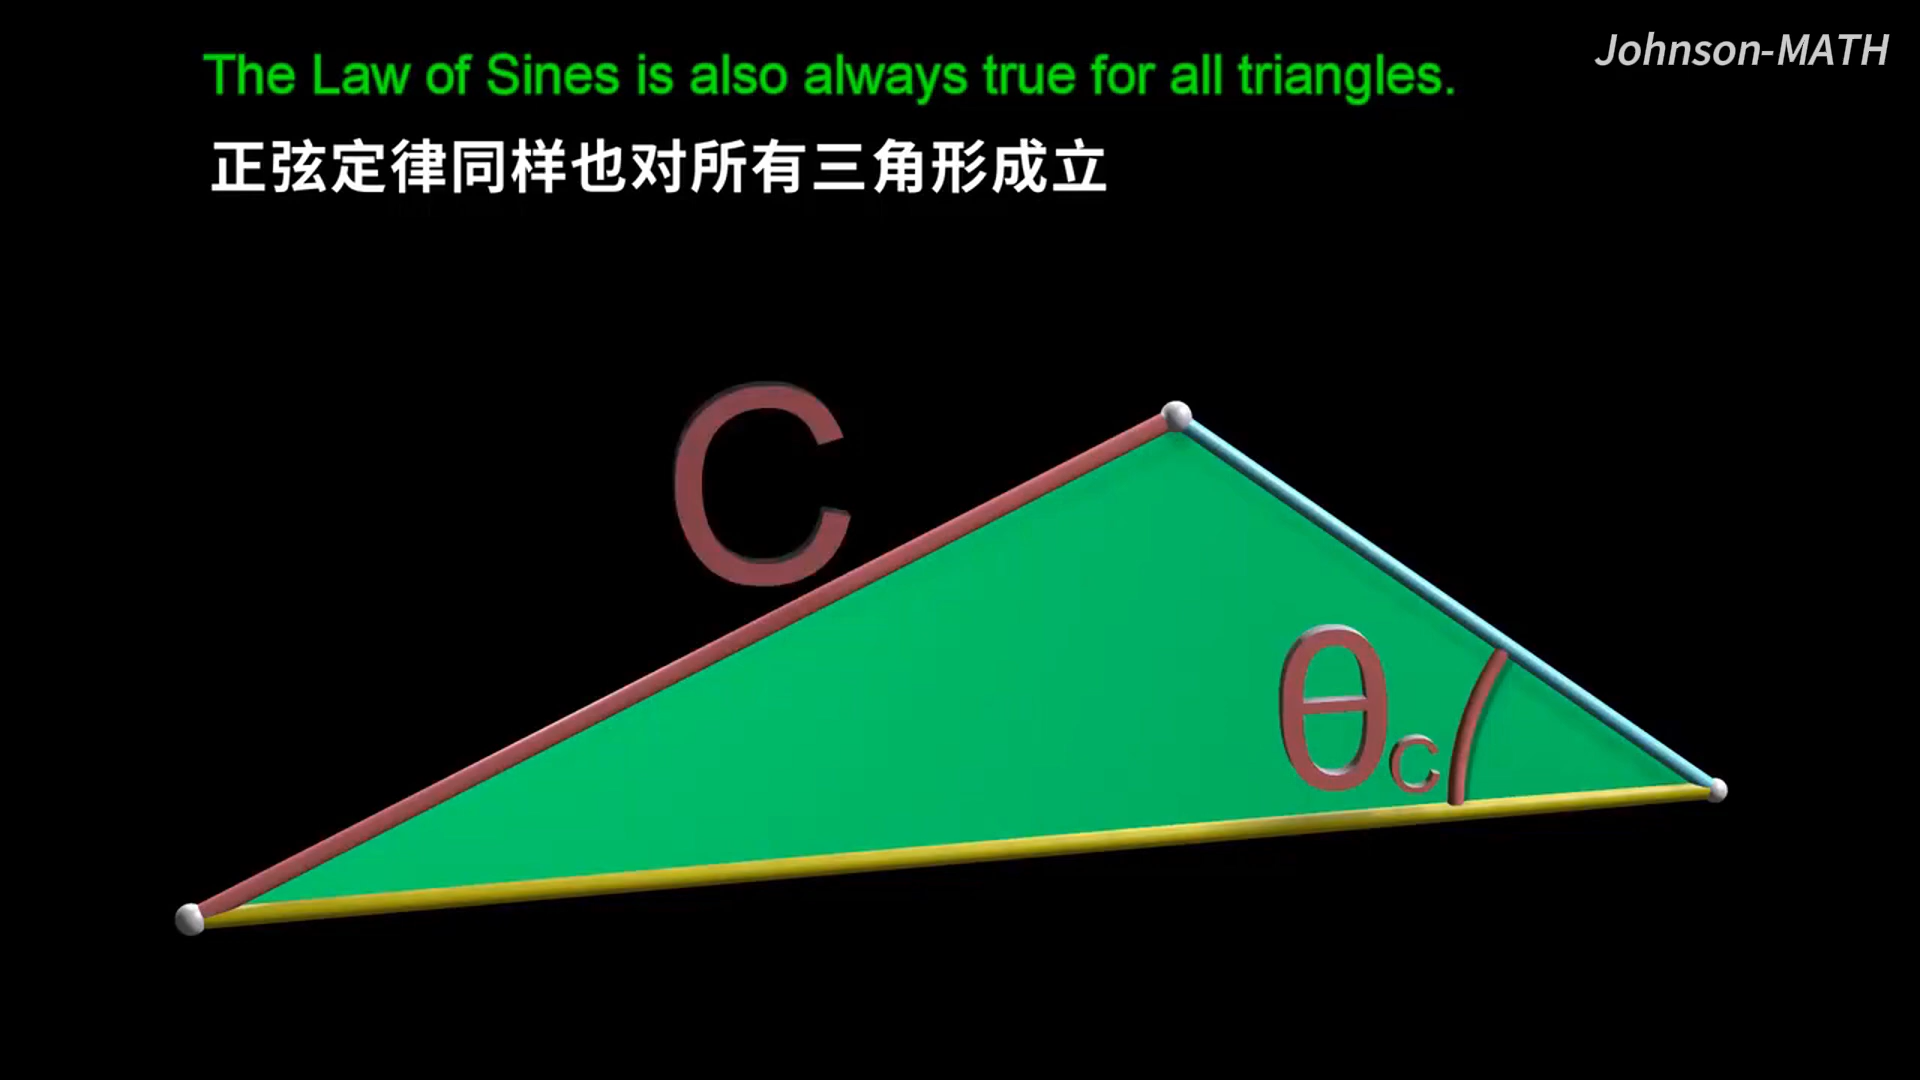 Johnson-MATH
The Law of Sines is also always true for all triangles.
正弦定律同样也对所有三角形成立
C
θc